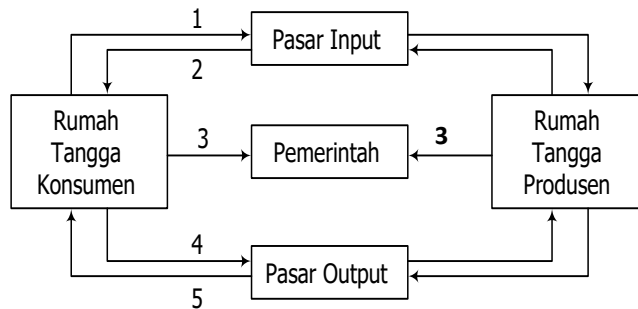 1
Pasar Input
2
Rumah
Tangga
Konsumen
3
Pemerintah
3
Rumah
Tangga
Produsen
4
Pasar Output
5